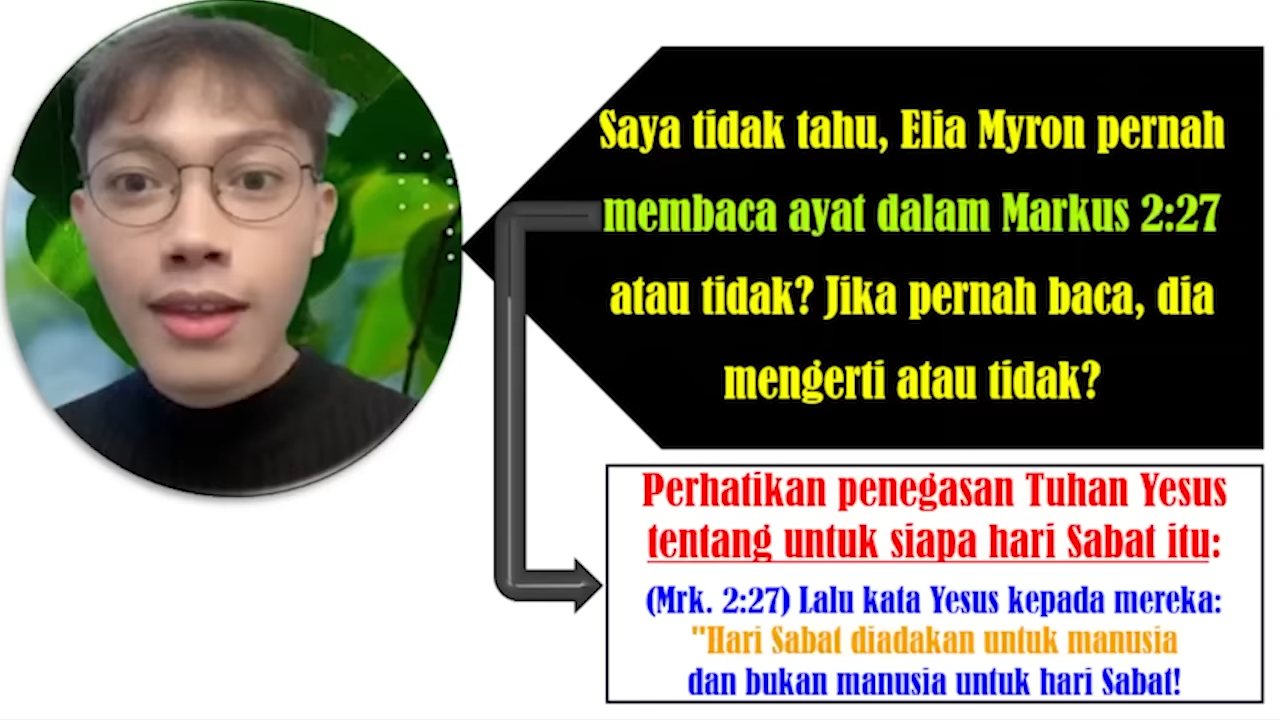 Saya tidak tahu, Elia Myron pernah
membaca ayat dalam Markus 2:27
atau tidak? Jika pernah baca, dia
mengerti atau tidak?
Perhatikan penegasan Tuhan Yesus
tentang untuk siapa hari Sabat itu:
(Mrk. 2:27) Lalu kata Yesus kepada mereka:
"Hari Sabat diadakan untuk manusia
dan bukan manusia untuk hari Sabat!